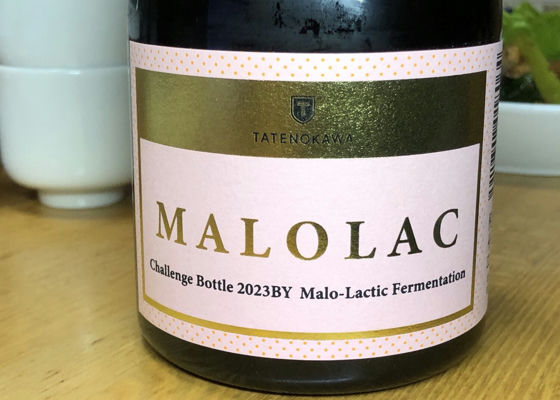 T
TATENOKAWA
MALOLAC
Challenge Bottle 2023BY Malo-Lactic Fermentation